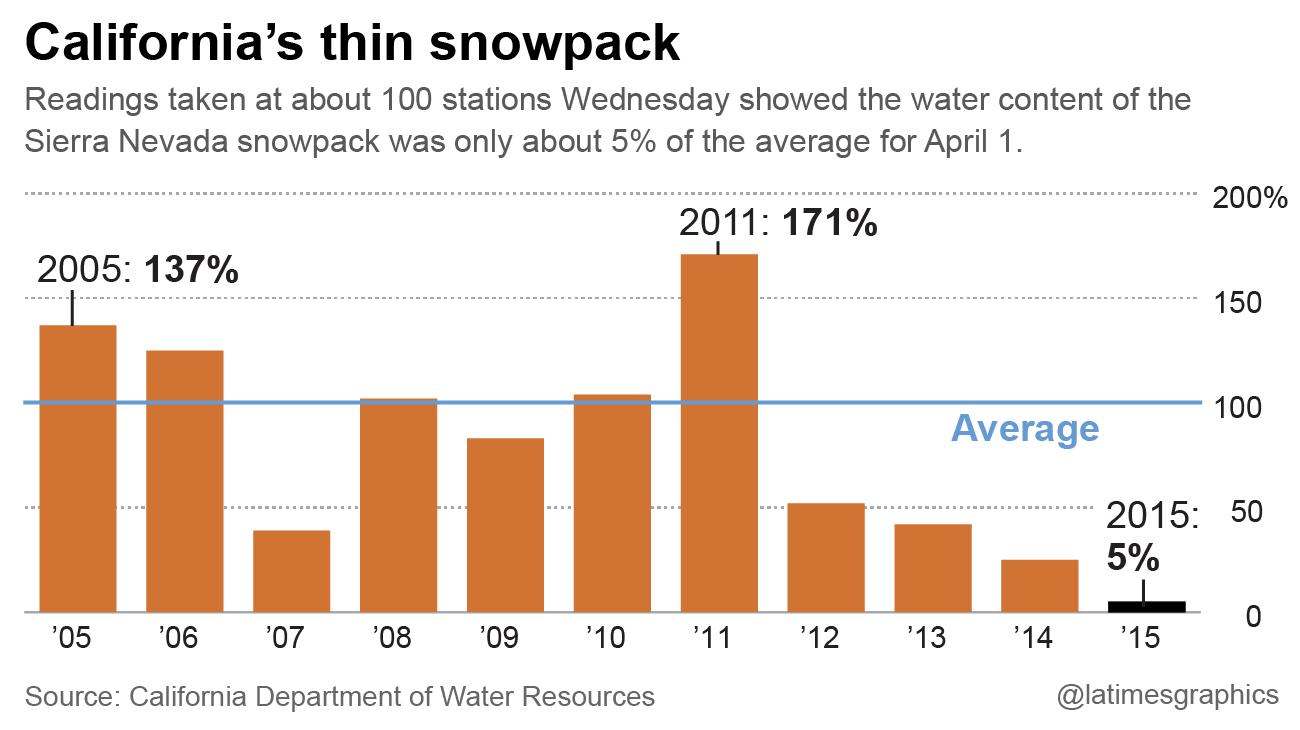 California’s thin snowpack
Readings taken at about 100 stations Wednesday showed the water content of the
Sierra Nevada snowpack was only about 5% of the average for April 1.
200%
2011: 171%
2005: 137%
150
100
Average
2015:
50
5%
0
’05 ’06 ’07 ’08 ’09 ’10 ’11 ’12 ’13 ’14 ’15
Source: California Department of Water Resources
@latimesgraphics